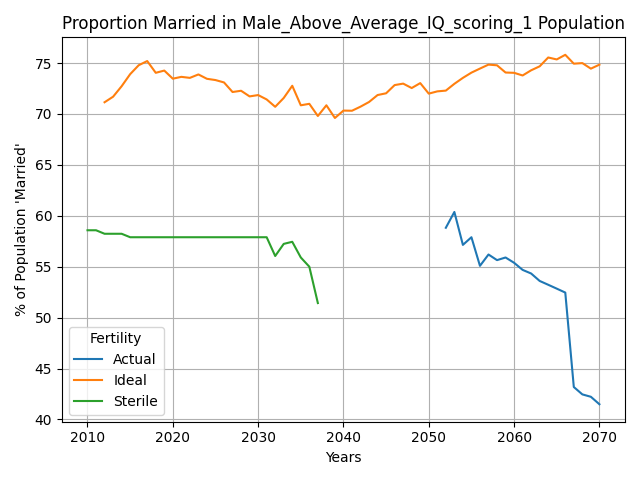 Proportion Married in Male_Above_Average_IQ_scoring_1 Population
% of Population 'Married'
75
70
65
60
55
50
45
40
Fertility
Actual
Ideal
Sterile
2010 2020 2030 2040 2050 2060 2070
Years